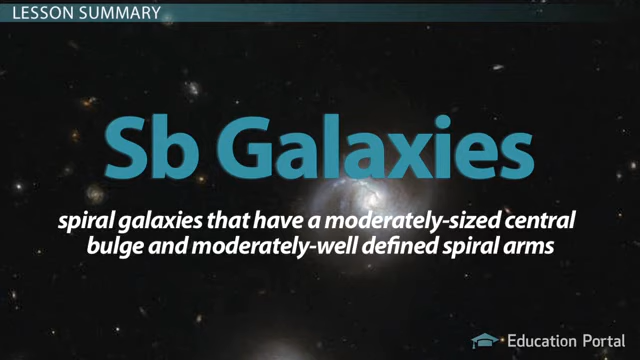 LESSON SUMMARY
Sb Galaxies
spiral galaxies that have a moderately-sized central
bulge and moderately-well defined spiral arms
Education Portal